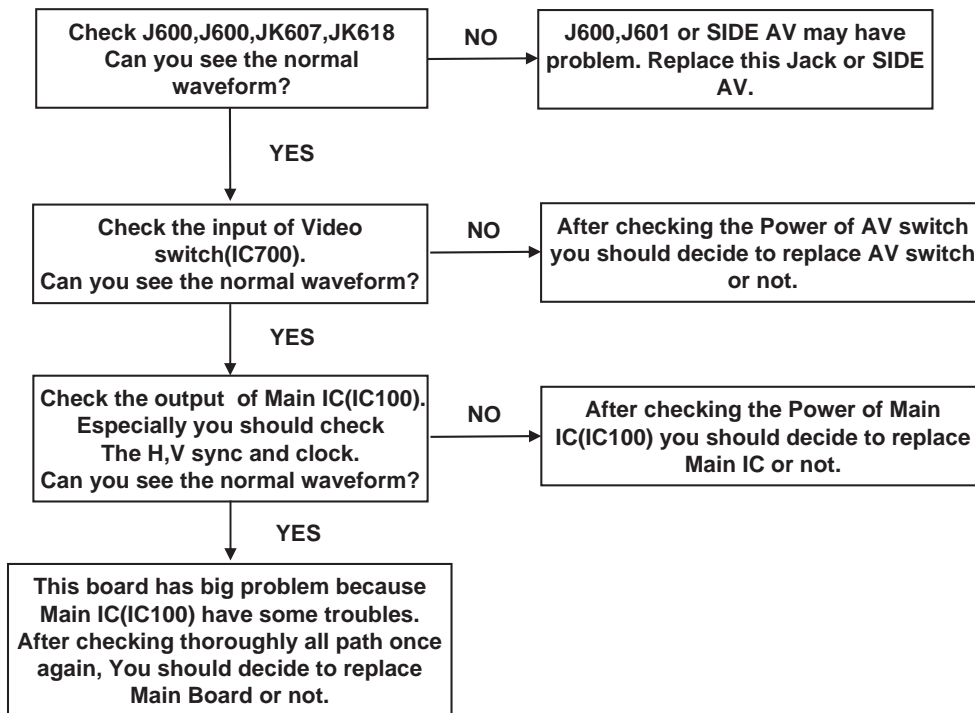 Check J600,J600,JK607,JK618
Can you see the normal
waveform?
NO
J600,J601 or SIDE AV may have
problem. Replace this Jack or SIDE
AV.
YES
Check the input of Video
switch(IC700).
Can you see the normal waveform?
NO
After checking the Power of AV switch
you should decide to replace AV switch
or not.
YES
Check the output of Main IC(IC100).
Especially you should check
The H,V sync and clock.
Can you see the normal waveform?
NO
After checking the Power of Main
IC(IC100) you should decide to replace
Main IC or not.
YES
This board has big problem because
Main IC(IC100) have some troubles.
After checking thoroughly all path once
again, You should decide to replace
Main Board or not.